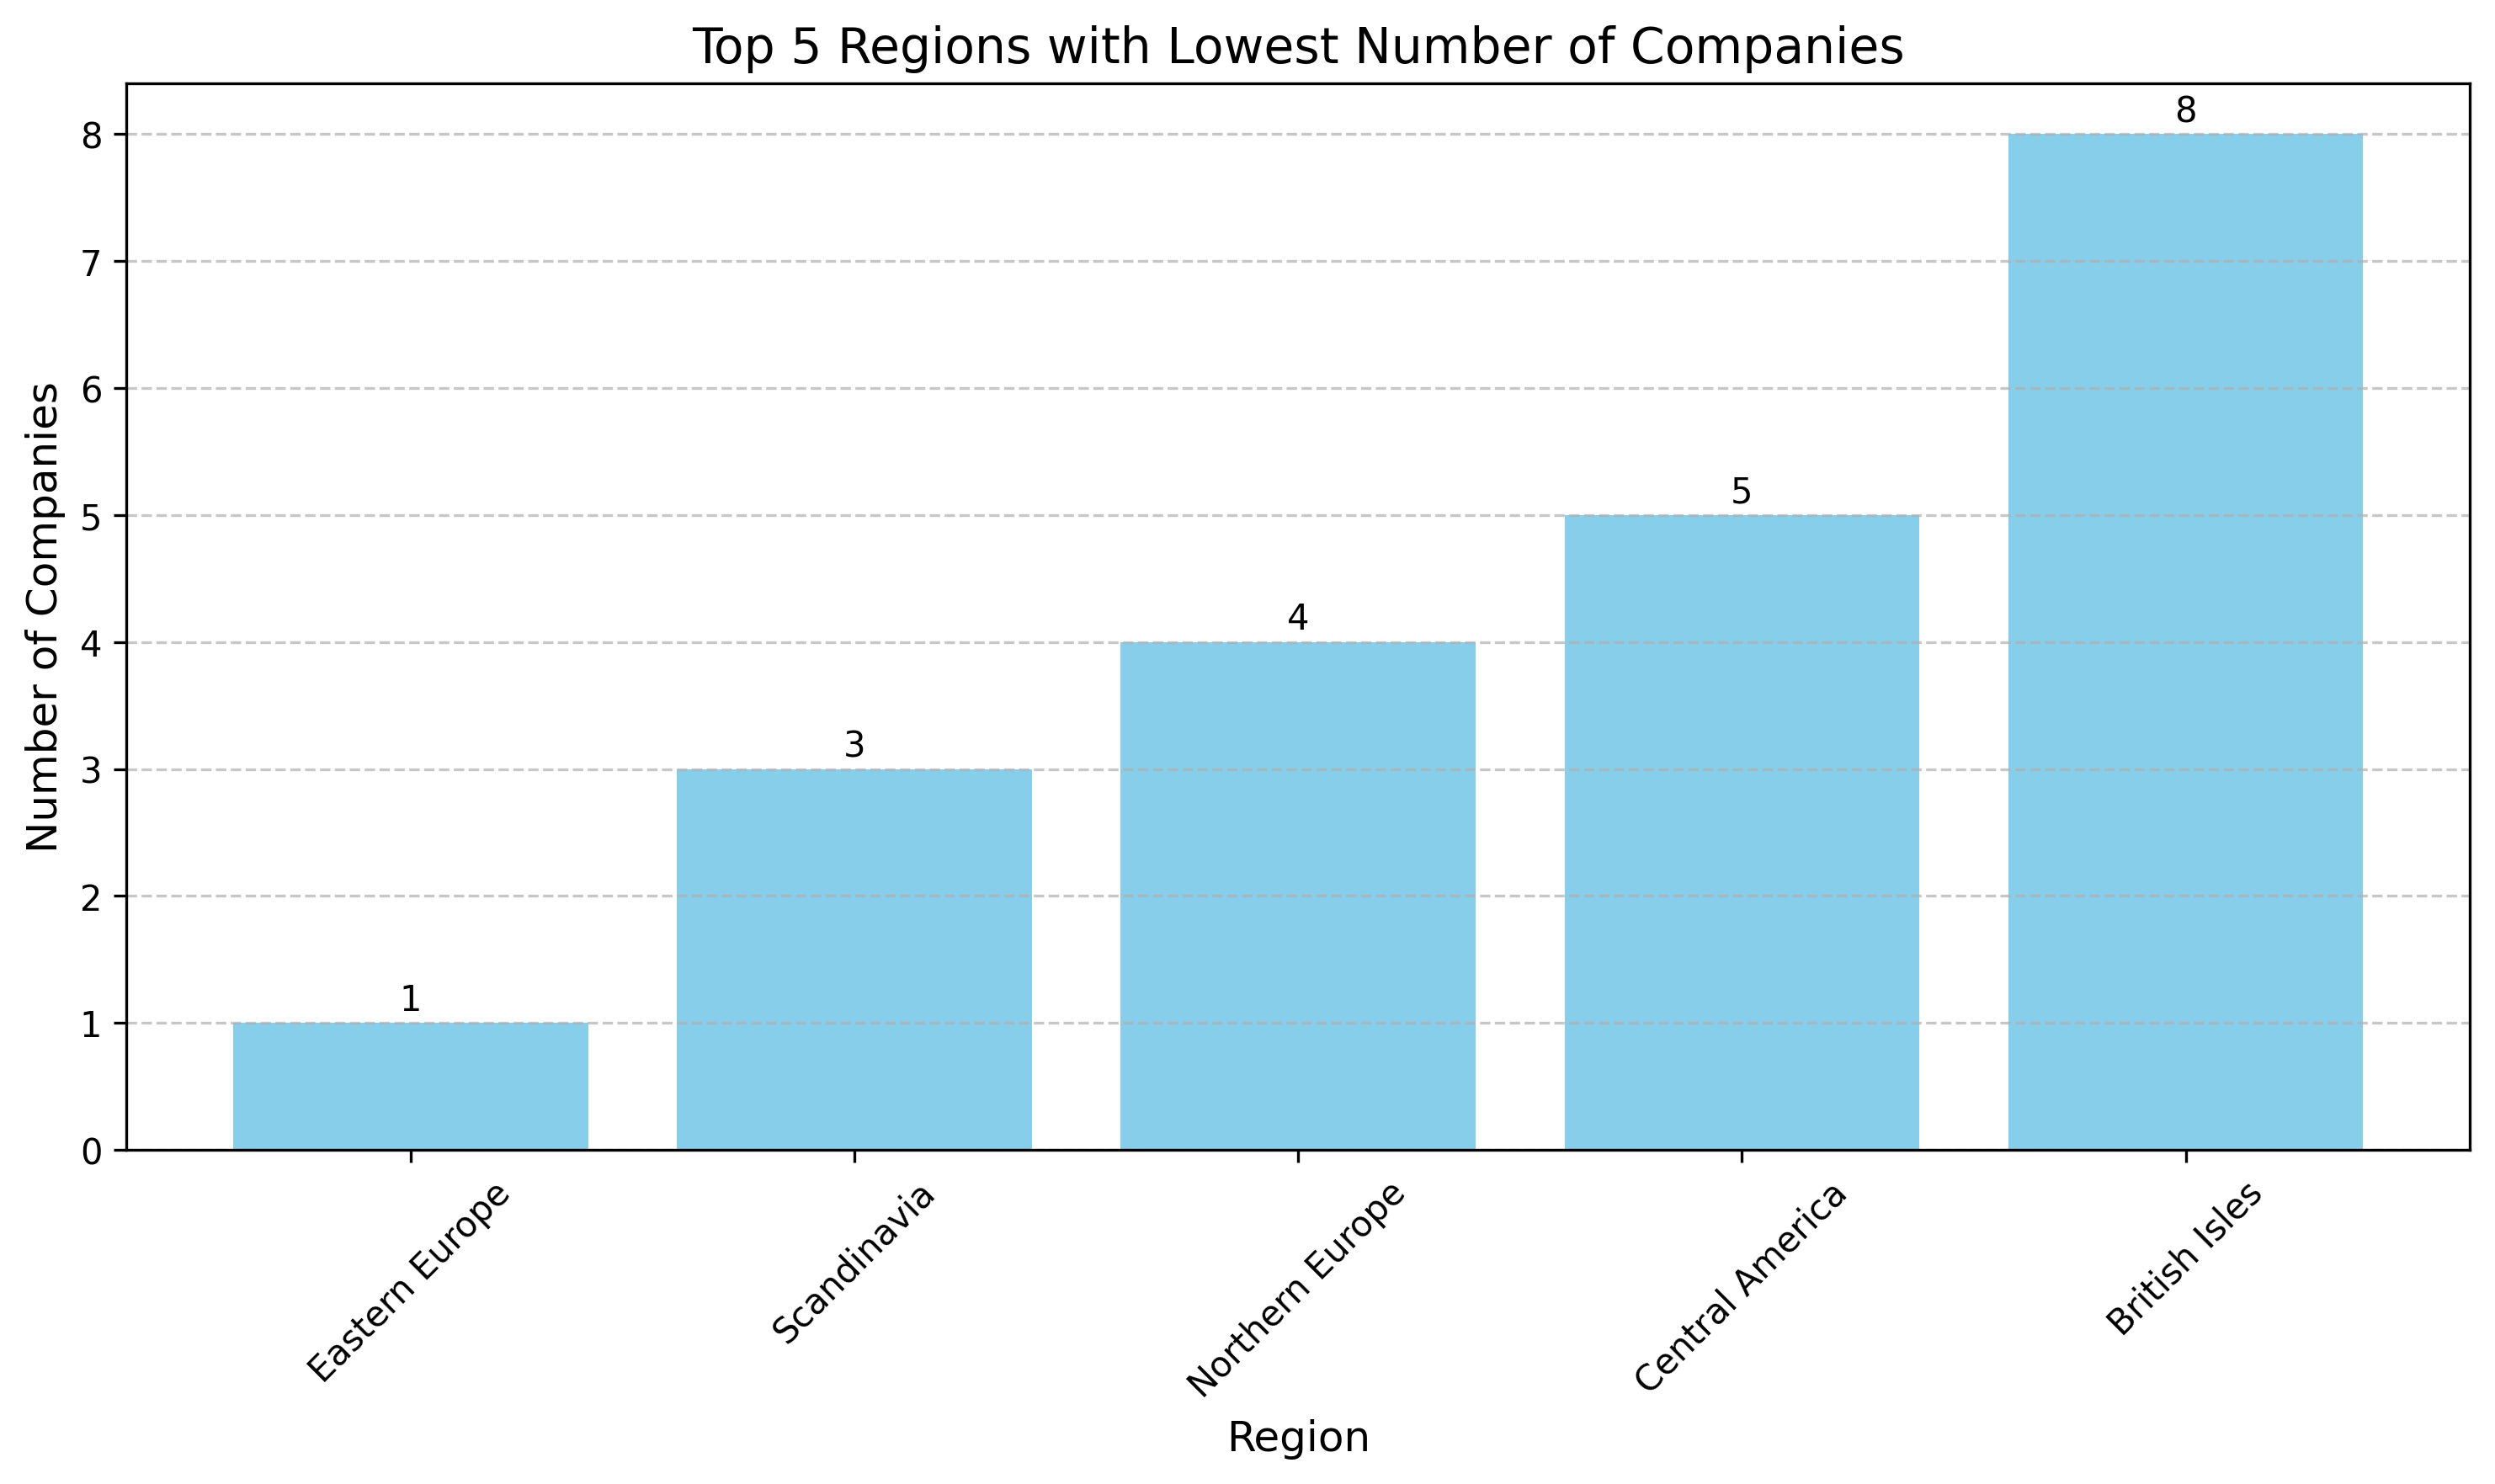 Top 5 Regions with Lowest Number of Companies
Number of Companies
8
7
6
5
4
3
2
1
0
1
3
4
5
8
Eastern Europe
Scandinavia
Northern Europe
Central America
British Isles
Region